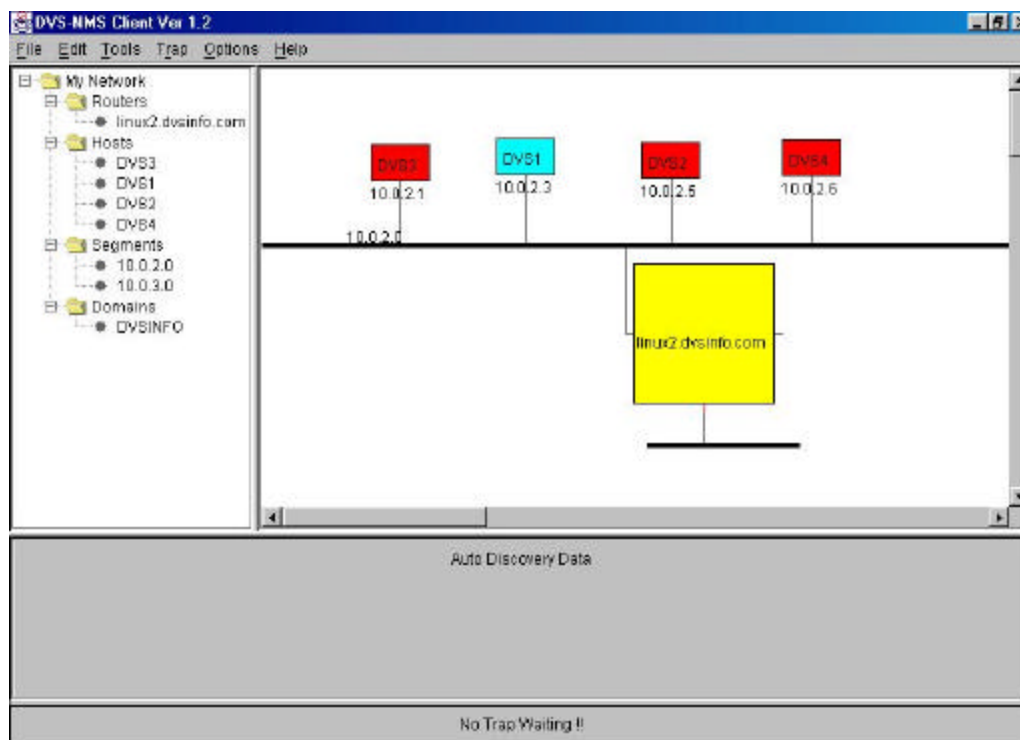 DVS-NMS Client Ver 1.2
File Edit Tools Trap Options Help
My Network
Routers
linux2.dvsinfo.com
Hosts
DVS3
DVS1
DVS2
DVS4
Segments
10.0.2.0
10.0.3.0
Domains
DVSINFO
DVS3
DVS1
DVS2
DVS4
10.0.2.1
10.0.2.3
10.0.2.5
10.0.2.6
10.0.2.0
linux2.dvsinfo.com
Auto Discovery Data
No Trap Waiting !!